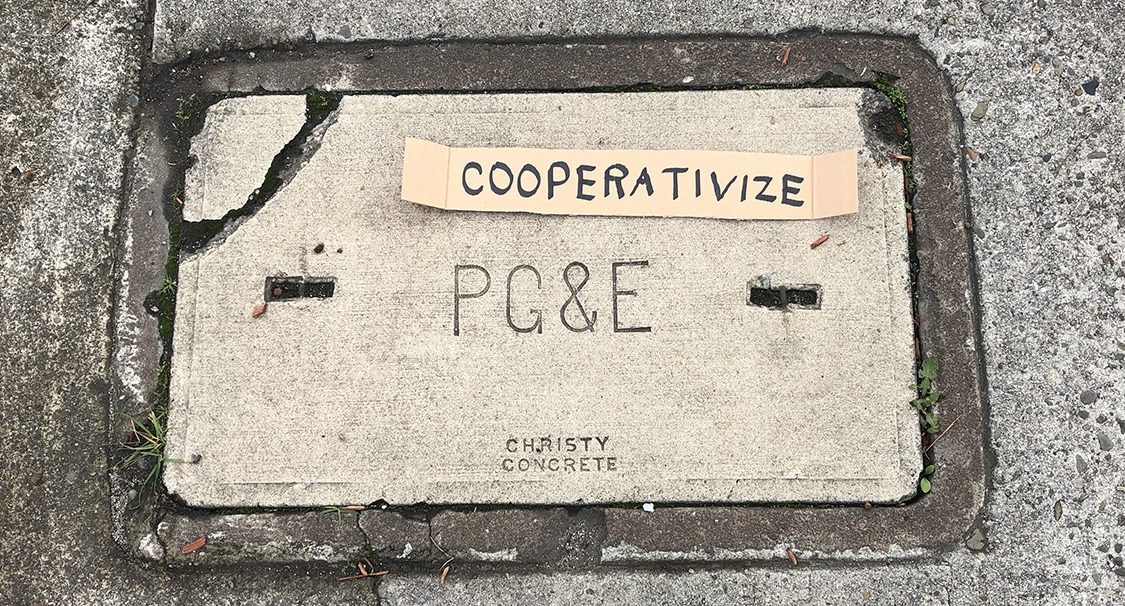 COOPERATIVIZE
PG&E
CHRISTY
CONCRETE